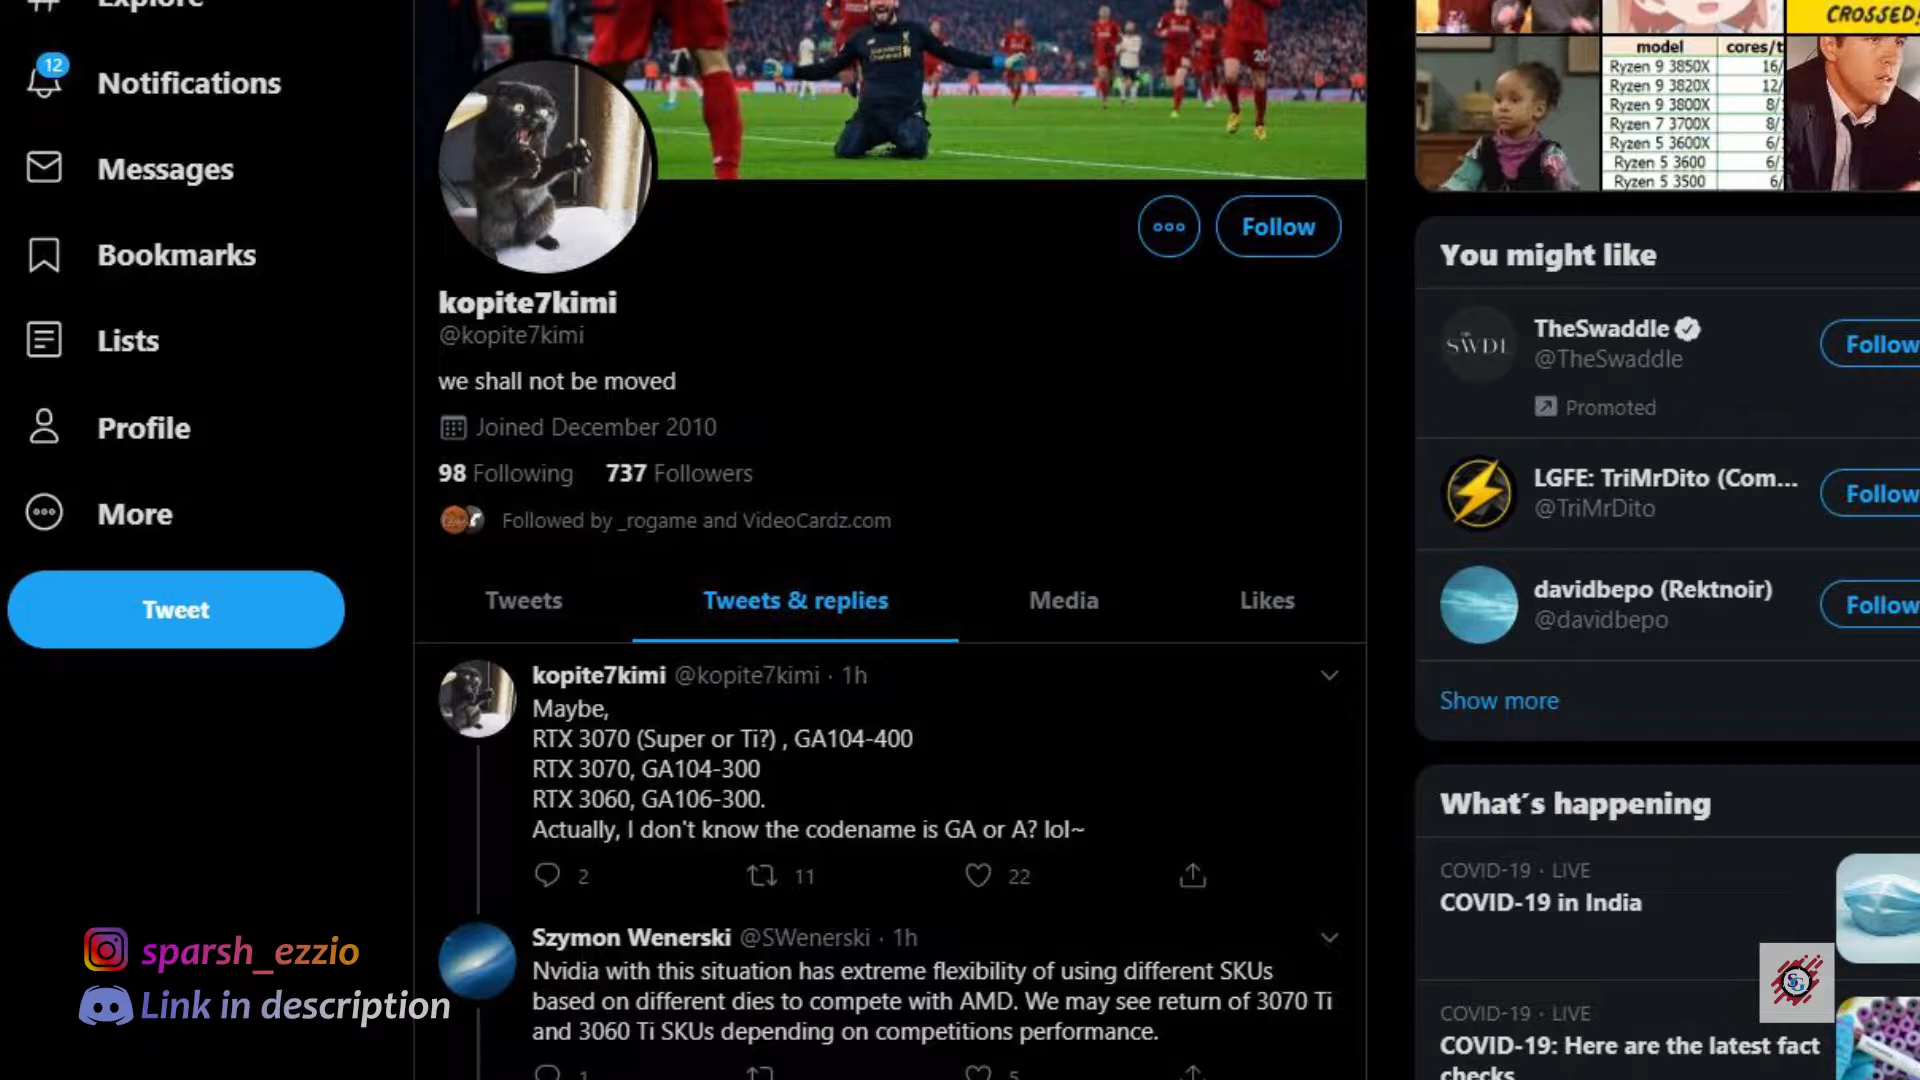 Explore
12
Notifications
Messages
Bookmarks
Lists
Profile
More
Tweet
sparsh_ezzio
Link in description
Follow
kopite7kimi
@kopite7kimi
we shall not be moved
Joined December 2010
98 Following 737 Followers
Followed by _rogame and VideoCardz.com
Tweets Tweets & replies Media Likes
kopite7kimi @kopite7kimi · 1h
Maybe,
RTX 3070 (Super or Ti?) , GA104-400
RTX 3070, GA104-300
RTX 3060, GA106-300.
Actually, I don't know the codename is GA or A? lol~
2 11 22
Szymon Wenerski @SWenerski · 1h
Nvidia with this situation has extreme flexibility of using different SKUs
based on different dies to compete with AMD. We may see return of 3070 Ti
and 3060 Ti SKUs depending on competitions performance.
1 5
CROSSED!
model cores/t
Ryzen 9 3850X 16/
Ryzen 9 3820X 12/
Ryzen 9 3800X 8/
Ryzen 7 3700X 8/
Ryzen 5 3600X 6/
Ryzen 5 3600 6/
Ryzen 5 3500 6/
You might like
SWDL
TheSwaddle
@TheSwaddle
Follow
Promoted
LGFE: TriMrDito (Com...
@TriMrDito
Follow
davidbepo (Rektnoir)
@davidbepo
Follow
Show more
What's happening
COVID-19 · LIVE
COVID-19 in India
COVID-19 · LIVE
COVID-19: Here are the latest fact
checks